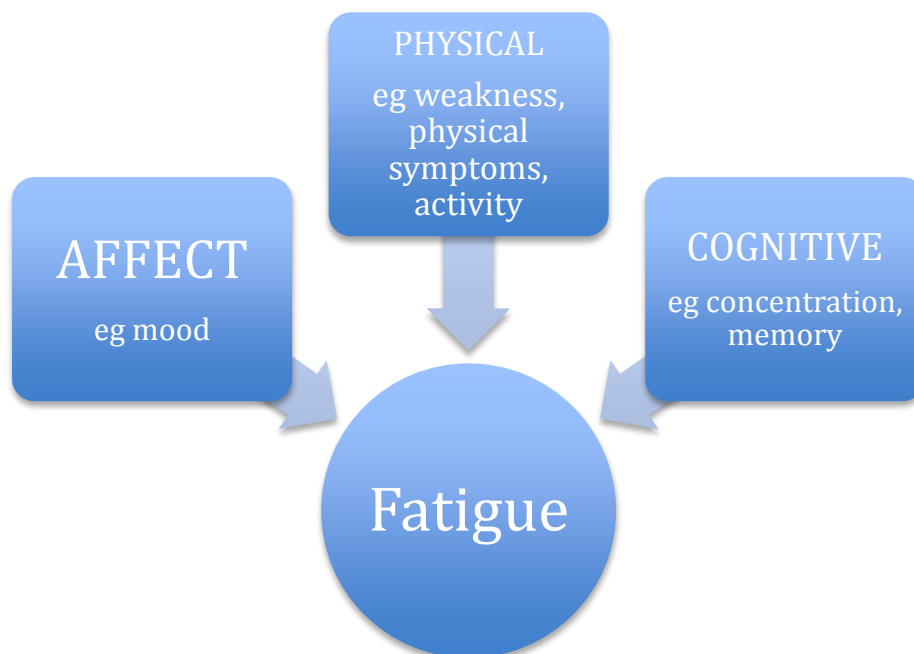 PHYSICAL
eg weakness,
physical
symptoms,
activity
AFFECT
eg mood
COGNITIVE
eg concentration,
memory
Fatigue